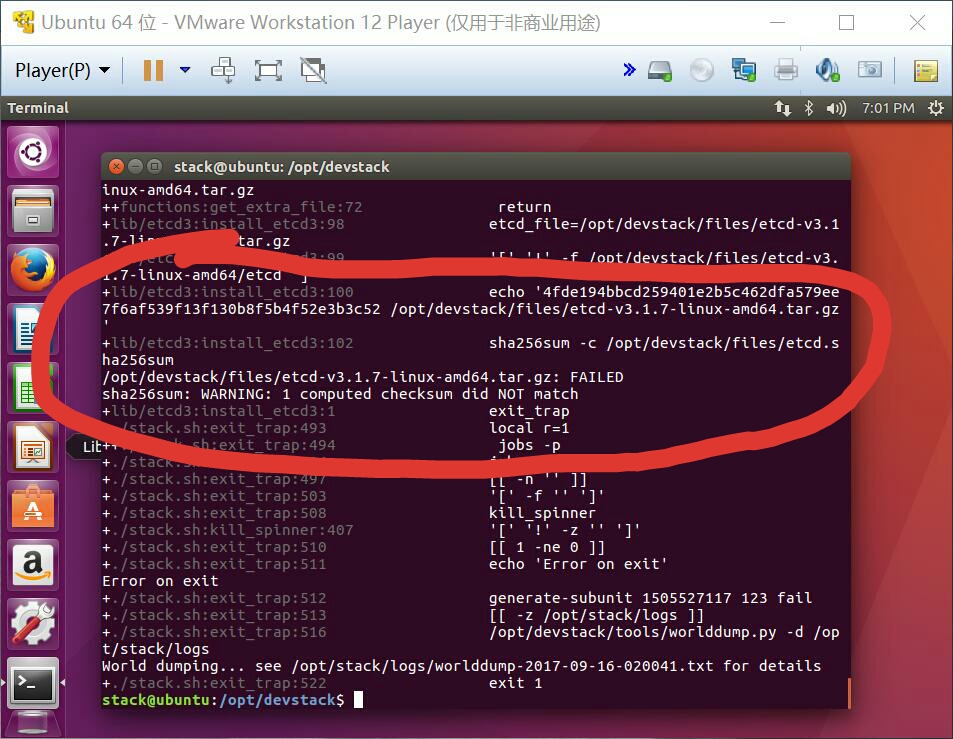 Ubuntu 64 位 - VMware Workstation 12 Player (仅用于非商业用途)
Player(P)
Terminal
7:01 PM
stack@ubuntu: /opt/devstack
inux-amd64.tar.gz
++functions:get_extra_file:72 return
+lib/etcd3:install_etcd3:98 etcd_file=/opt/devstack/files/etcd-v3.1
.7-linux tar.gz
+lib/etcd3:install_etcd3:99 '[' '!' -f /opt/devstack/files/etcd-v3.
1.7-linux-amd64/etcd ']'
+lib/etcd3:install_etcd3:100 echo '4fde194bbcd259401e2b5c462dfa579ee
7f6af539f13f130b8f5b4f52e3b3c52 /opt/devstack/files/etcd-v3.1.7-linux-amd64.tar.gz
'
+lib/etcd3:install_etcd3:102 sha256sum -c /opt/devstack/files/etcd.s
ha256sum
/opt/devstack/files/etcd-v3.1.7-linux-amd64.tar.gz: FAILED
sha256sum: WARNING: 1 computed checksum did NOT match
+lib/etcd3:install_etcd3:1 exit_trap
+./stack.sh:exit_trap:493 local r=1
Lib
++./stack.sh:exit_trap:494 jobs -p
+./stack.sh:exit_trap:497 [[ -n '' ]]
+./stack.sh:exit_trap:503 '[' -f '' ']'
+./stack.sh:exit_trap:508 kill_spinner
+./stack.sh:kill_spinner:407 '[' '!' -z '' ']'
+./stack.sh:exit_trap:510 [[ 1 -ne 0 ]]
+./stack.sh:exit_trap:511 echo 'Error on exit'
Error on exit
+./stack.sh:exit_trap:512 generate-subunit 1505527117 123 fail
+./stack.sh:exit_trap:513 [[ -z /opt/stack/logs ]]
+./stack.sh:exit_trap:516 /opt/devstack/tools/worlddump.py -d /op
t/stack/logs
World dumping... see /opt/stack/logs/worlddump-2017-09-16-020041.txt for details
+./stack.sh:exit_trap:522 exit 1
stack@ubuntu:/opt/devstack$